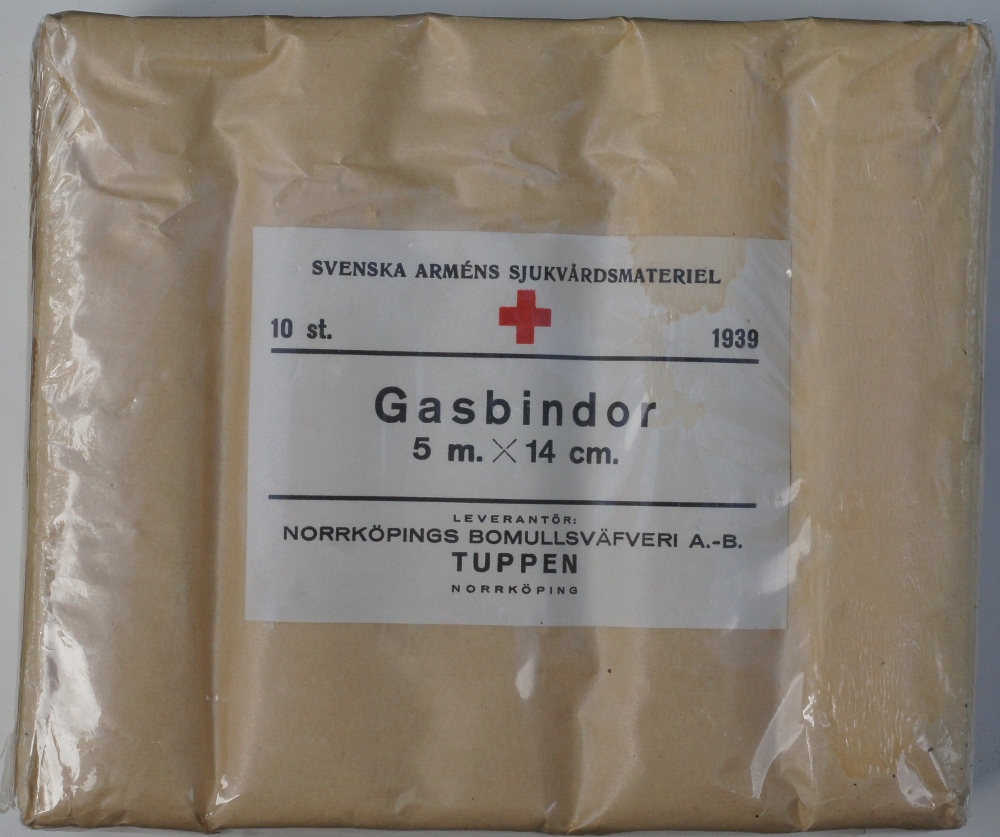 SVENSKA ARMÉNS SJUKVÅRDSMATERIEL
10 st. 1939
Gasbindor
5 m. × 14 cm.
LEVERANTÖR:
NORRKÖPINGS BOMULLSVÄFVERI A.-B.
TUPPEN
NORRKÖPING